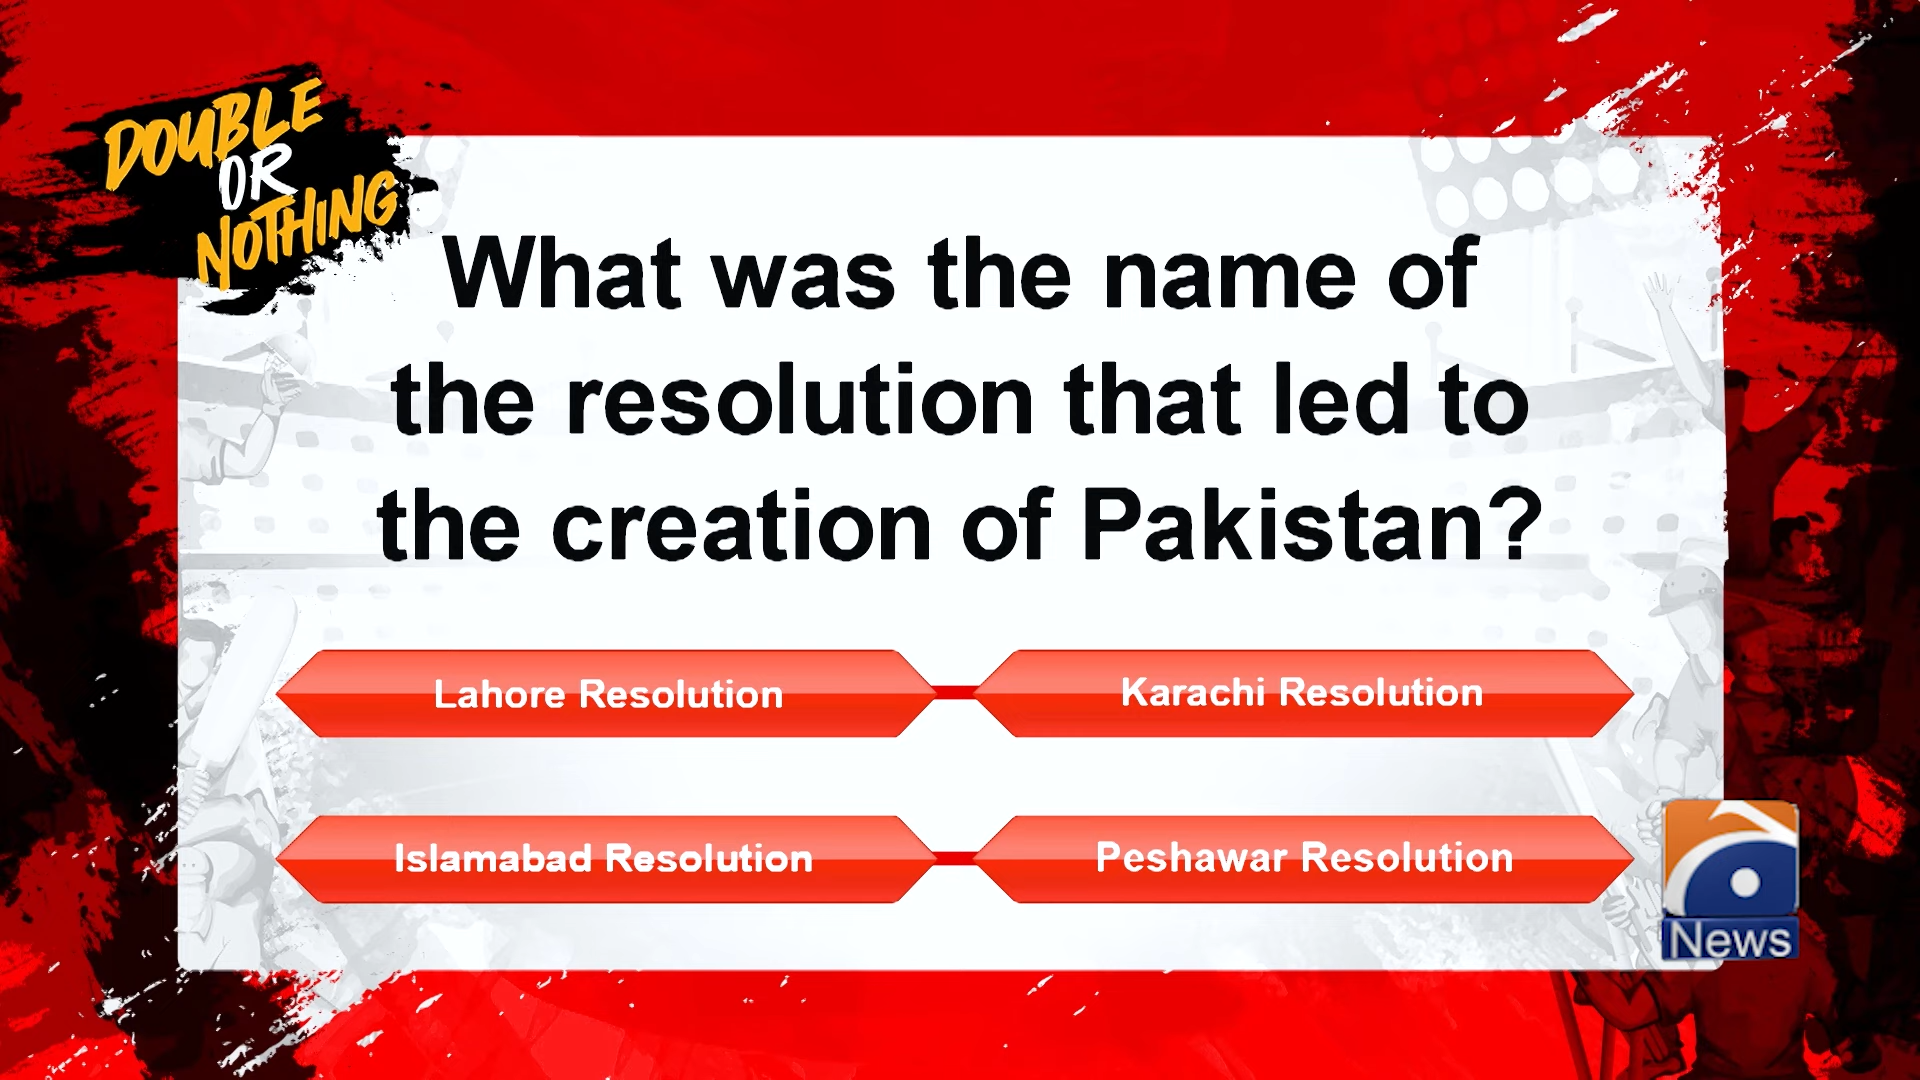 DOUBLE
OR
NOTHING
What was the name of
the resolution that led to
the creation of Pakistan?
Lahore Resolution
Karachi Resolution
Islamabad Resolution
Peshawar Resolution
News